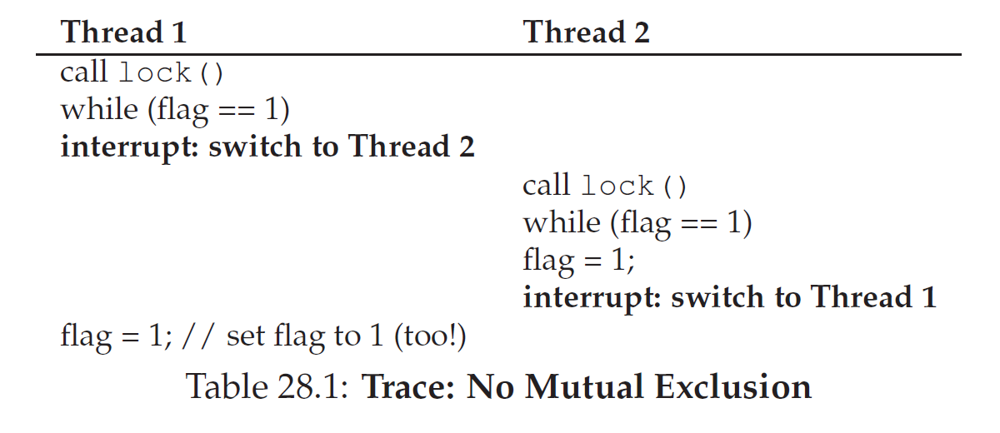 Thread 1 Thread 2
call lock()
while (flag == 1)
interrupt: switch to Thread 2
call lock()
while (flag == 1)
flag = 1;
interrupt: switch to Thread 1
flag = 1; // set flag to 1 (too!)
Table 28.1: Trace: No Mutual Exclusion